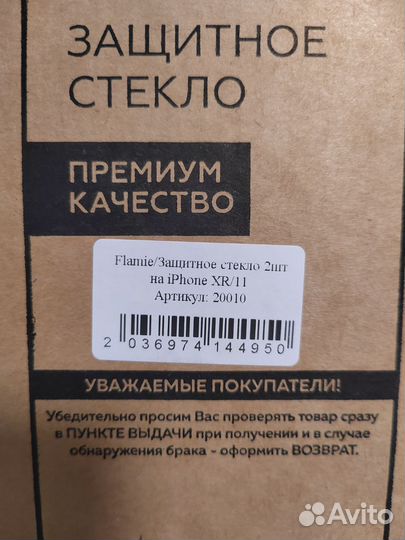 ЗАЩИТНОЕ
СТЕКЛО
ПРЕМИУМ
КАЧЕСТВО
Flamie/Защитное стекло 2шт
на iPhone XR/11
Артикул: 20010
2 036974 144950
УВАЖАЕМЫЕ ПОКУПАТЕЛИ!
Убедительно просим Вас проверять товар сразу
в ПУНКТЕ ВЫДАЧИ при получении и в случае
обнаружения брака - оформить ВОЗВРАТ.
Avito